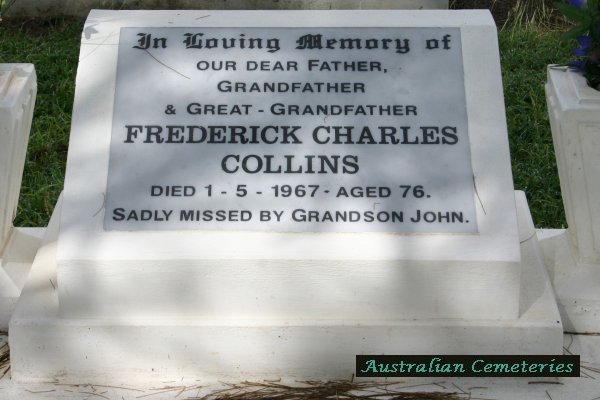 In Loving Memory of
OUR DEAR FATHER,
GRANDFATHER
& GREAT - GRANDFATHER
FREDERICK CHARLES
COLLINS
DIED 1 - 5 - 1967 - AGED 76.
SADLY MISSED BY GRANDSON JOHN.
Australian Cemeteries